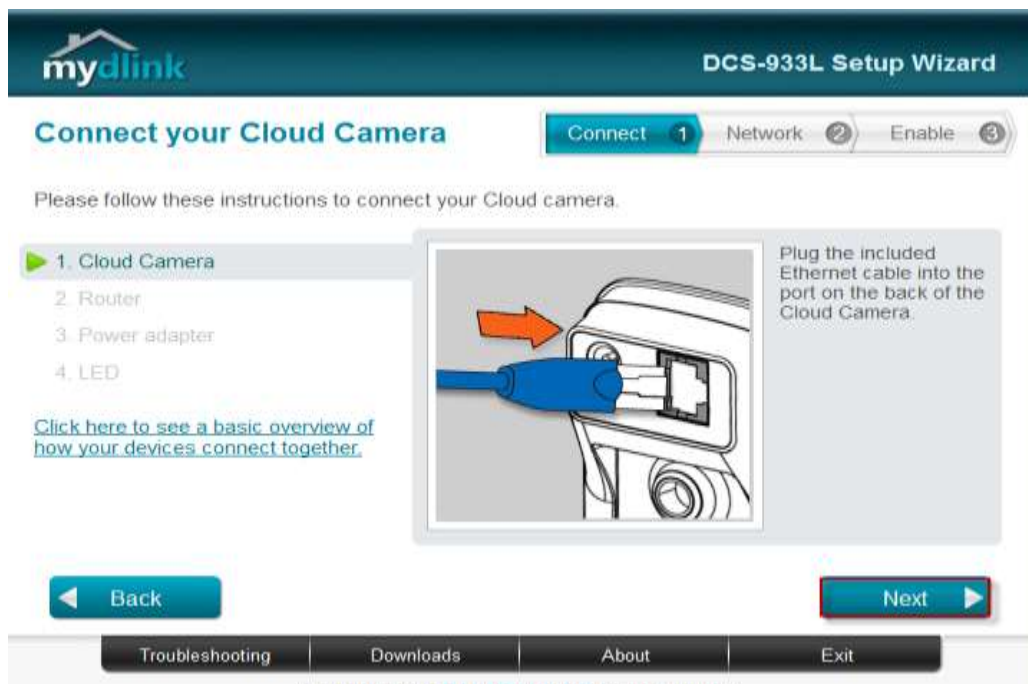 mydlink
DCS-933L Setup Wizard
Connect your Cloud Camera
Connect 1 Network 2 Enable 3
Please follow these instructions to connect your Cloud camera.
1. Cloud Camera
2. Router
3. Power adapter
4. LED
Click here to see a basic overview of
how your devices connect together.
Plug the included
Ethernet cable into the
port on the back of the
Cloud Camera.
Back
Next
Troubleshooting Downloads About Exit